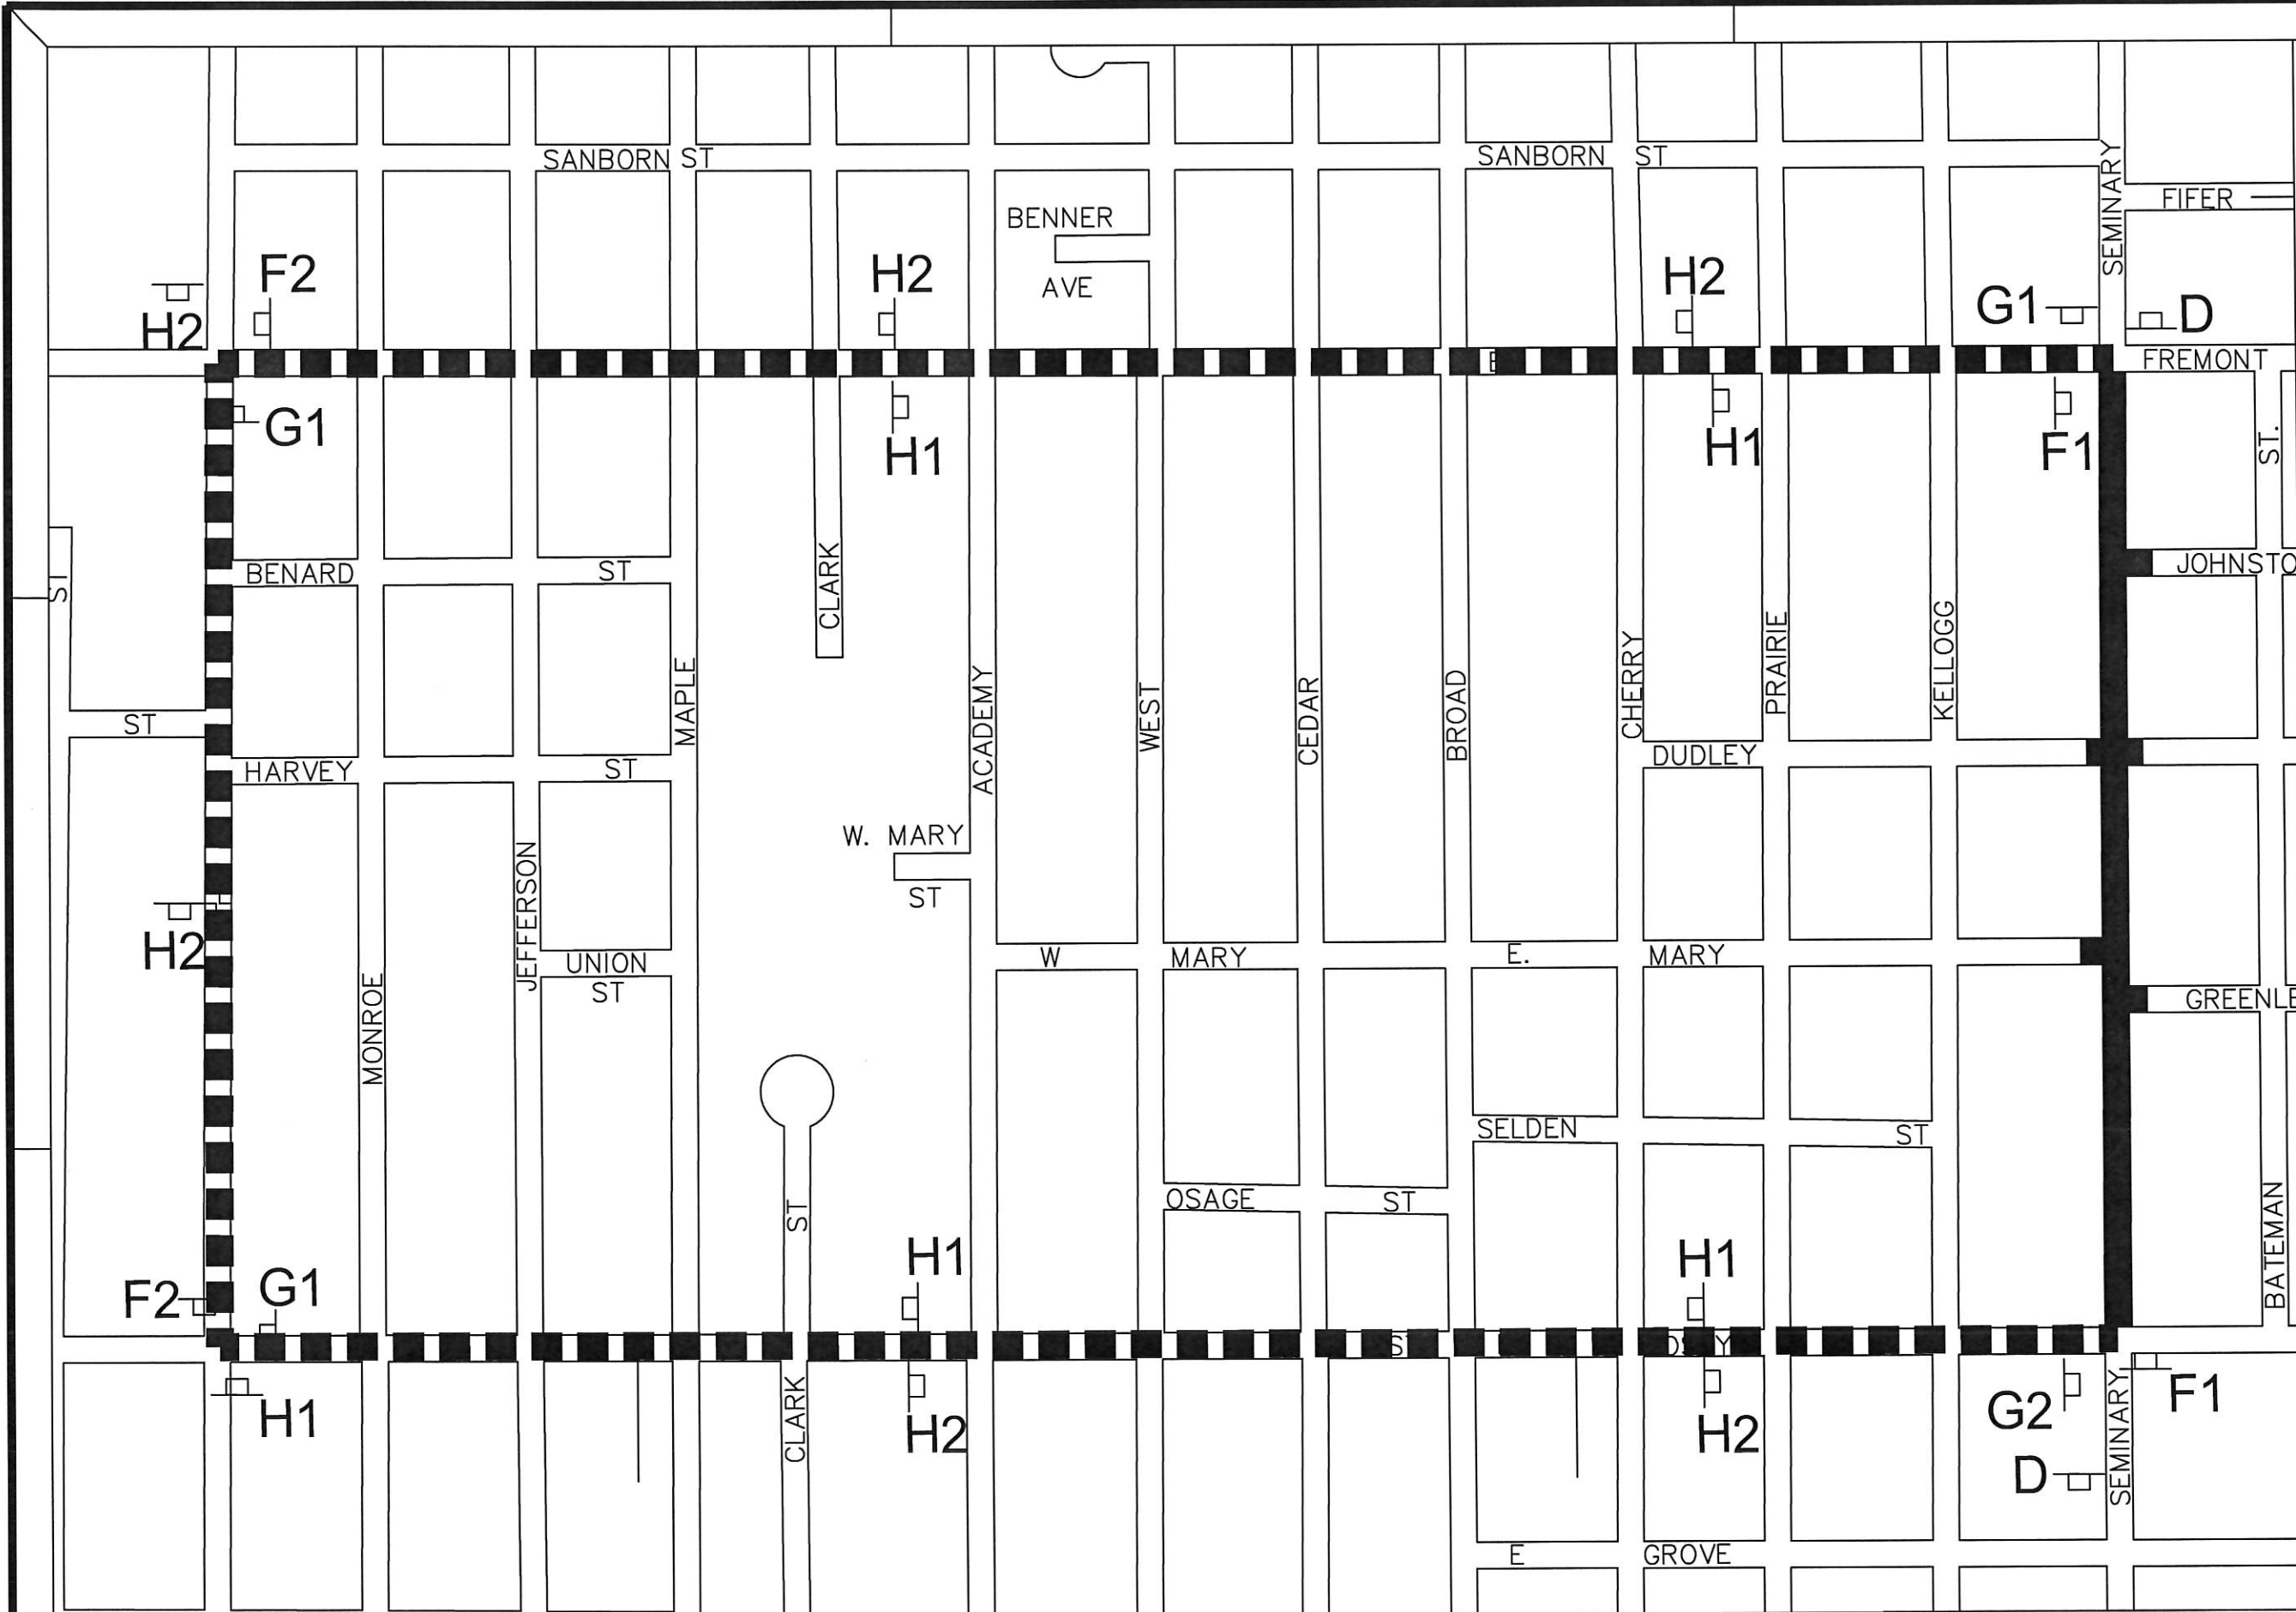 SANBORN ST
SANBORN ST
SEMINARY
FIFER
BENNER
AVE
H2
F2
H2
H2
G1
D
FREMONT
G1
H1
H1
F1
ST.
BENARD ST
CLARK
JOHNSTO
ST
MAPLE
ACADEMY
WEST
CEDAR
BROAD
CHERRY
PRAIRIE
KELLOGG
ST
HARVEY ST
DUDLEY
W. MARY
ST
JEFFERSON
H2
UNION
ST
W MARY E. MARY
MONROE
GREENLE
SELDEN ST
OSAGE ST
ST
BATEMAN
F2
G1
H1
H1
H1
CLARK
H2
H2
G2
F1
D
SEMINARY
E GROVE